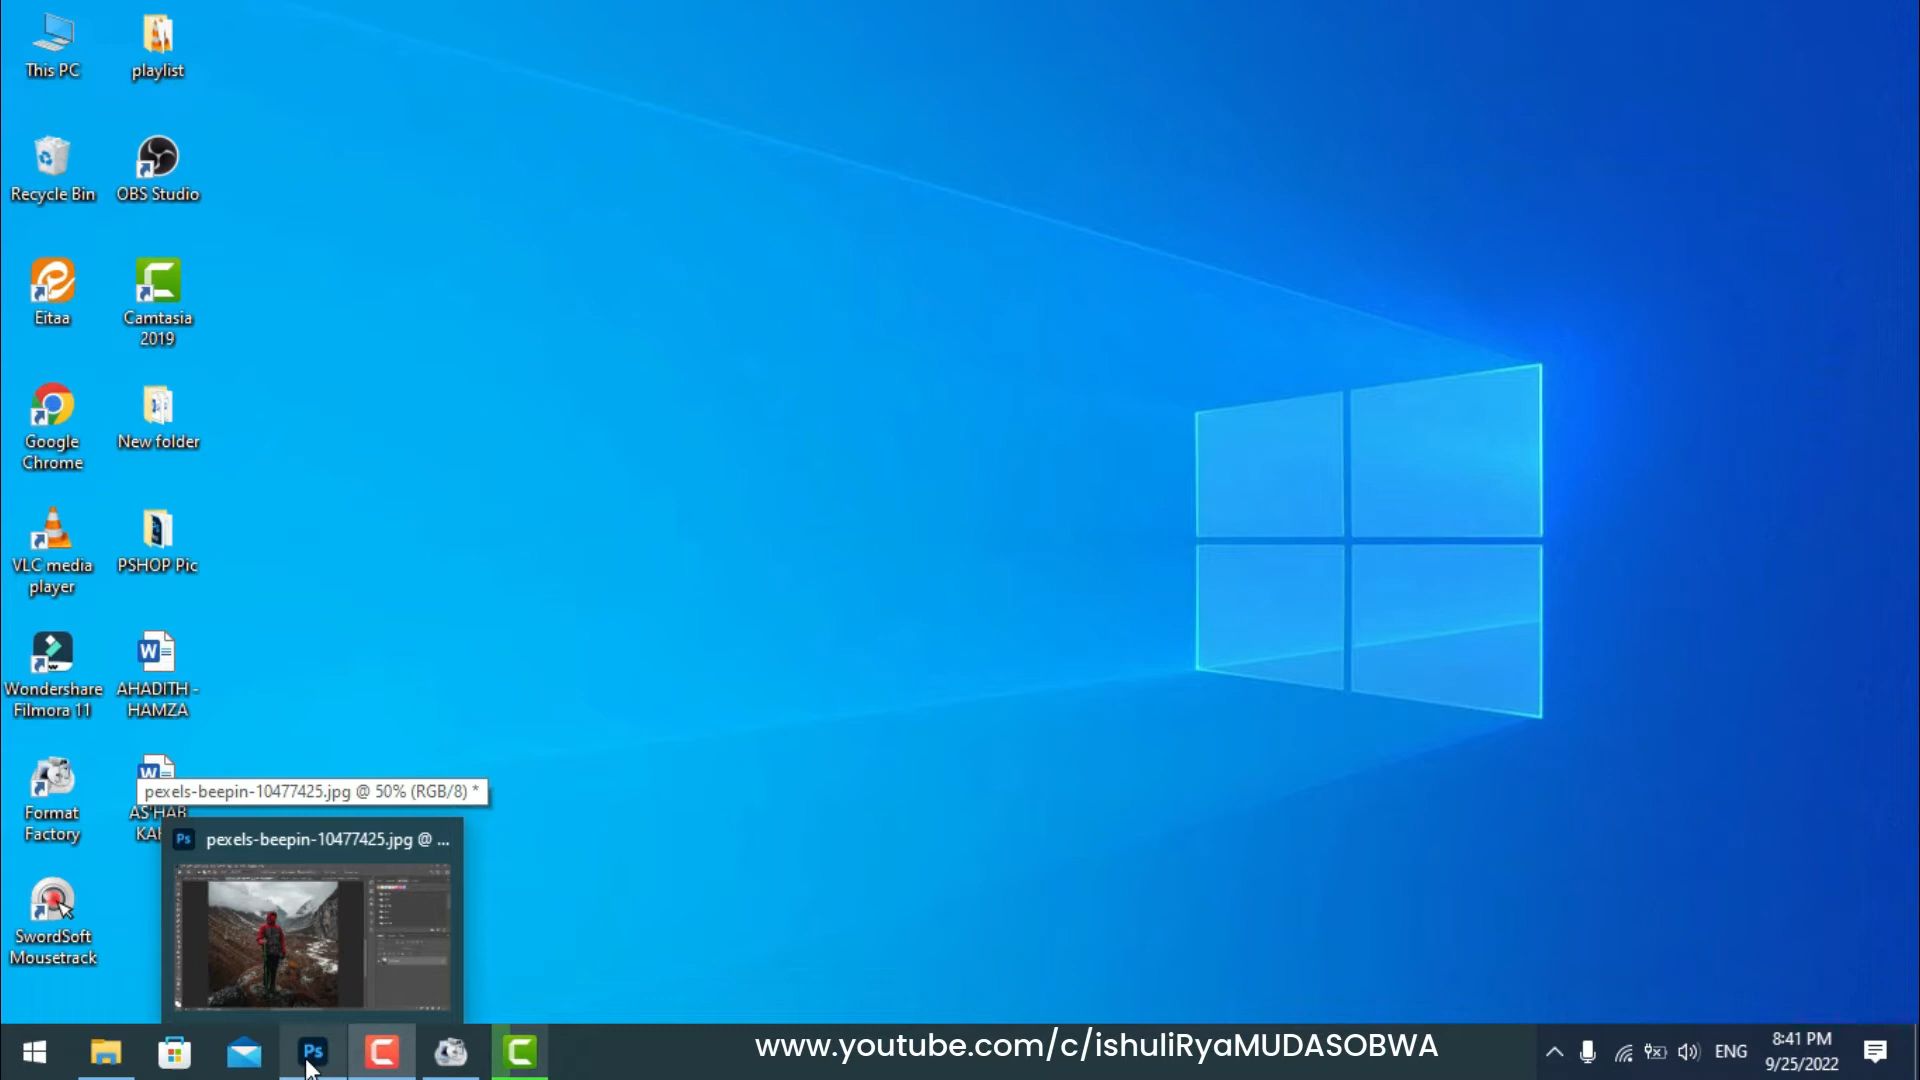 This PC
playlist
Recycle Bin
OBS Studio
Eitaa
Camtasia
2019
Google
Chrome
New folder
VLC media
player
PSHOP Pic
Wondershare
Filmora 11
AHADITH -
HAMZA
Format
Factory
pexels-beepin-10477425.jpg @ 50% (RGB/8) *
Ps pexels-beepin-10477425.jpg @ ...
SwordSoft
Mousetrack
Ps
www.youtube.com/c/ishuliRyaMUDASOBWA
ENG
8:41 PM
9/25/2022